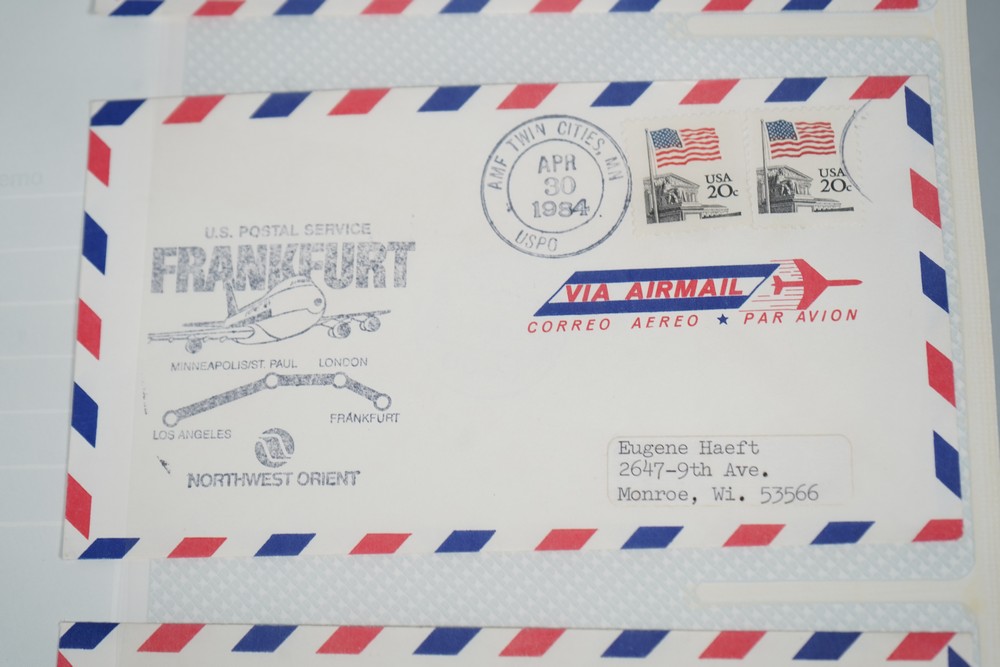 AMF TWIN CITIES, MN
APR
30
1984
USPO
USA
20c
USA
20c
U.S. POSTAL SERVICE
FRANKFURT
VIA AIRMAIL
CORREO AEREO ★ PAR AVION
MINNEAPOLIS/ST. PAUL LONDON
FRANKFURT
LOS ANGELES
NORTHWEST ORIENT
Eugene Haeft
2647-9th Ave.
Monroe, Wi. 53566